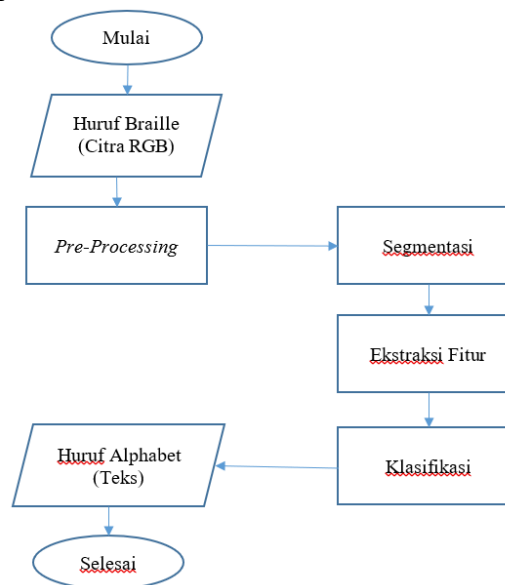 Mulai
Huruf Braille
(Citra RGB)
Pre-Processing
Segmentasi
Ekstraksi Fitur
Klasifikasi
Huruf Alphabet
(Teks)
Selesai